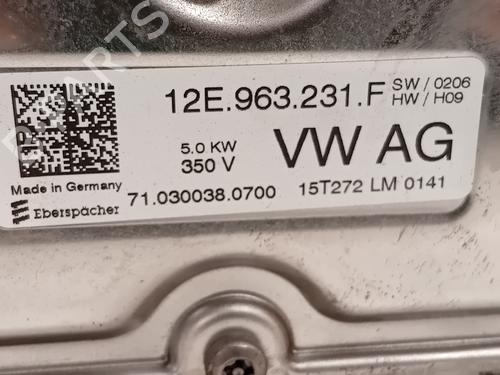 12E.963.231.F
SW / 0206
HW / H09
5.0 KW
350 V
VW AG
Made in Germany
Eberspächer
71.030038.0700
15T272 LM 0141
PARTS